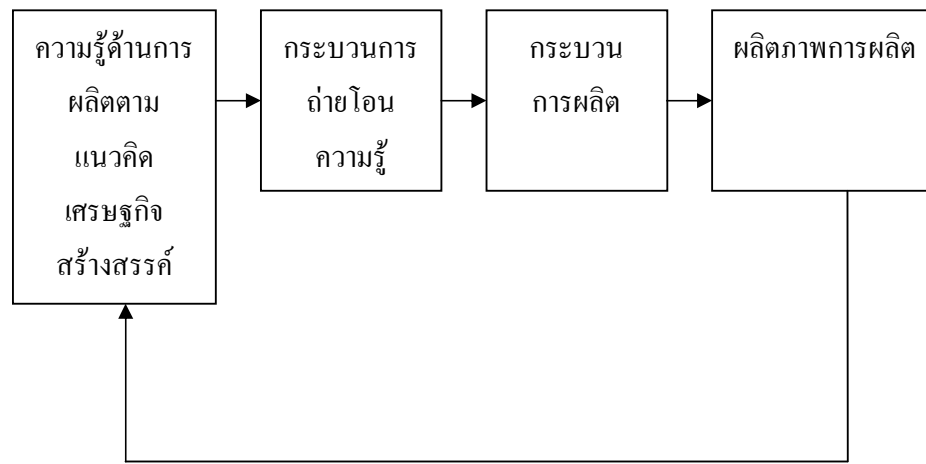 ความรู้ด้านการ
ผลิตตาม
แนวคิด
เศรษฐกิจ
สร้างสรรค์
กระบวนการ
ถ่ายโอน
ความรู้
กระบวน
การผลิต
ผลิตภาพการผลิต